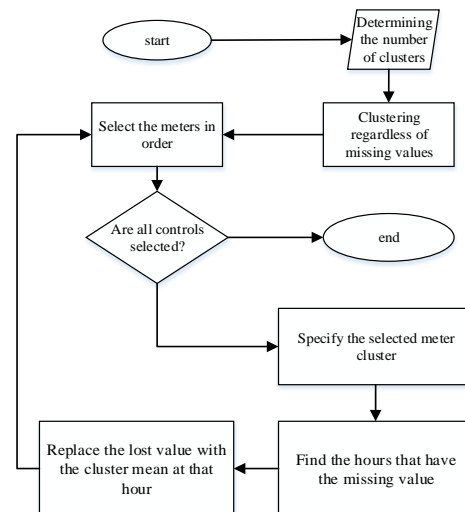 start
Determining
the number
of clusters
Select the meters in
order
Clustering
regardless of
missing values
Are all controls
selected?
end
Specify the selected meter
cluster
Replace the lost value with
the cluster mean at that
hour
Find the hours that have
the missing value